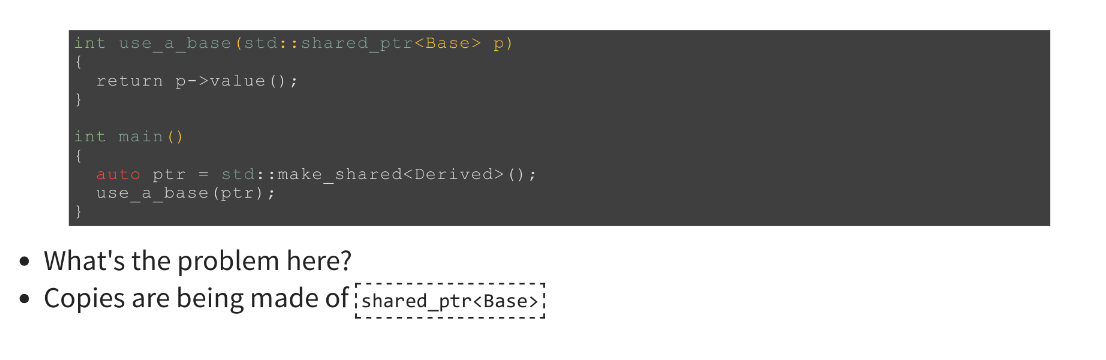 int use_a_base(std::shared_ptr<Base> p)
{
  return p->value();
}
int main()
{
  auto ptr = std::make_shared<Derived>();
  use_a_base(ptr);
}
• What's the problem here?
• Copies are being made of shared_ptr<Base>